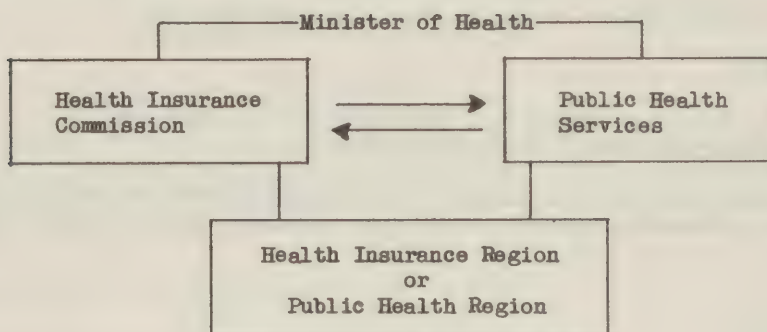 Minister of Health
Health Insurance
Commission
Public Health
Services
Health Insurance Region
or
Public Health Region